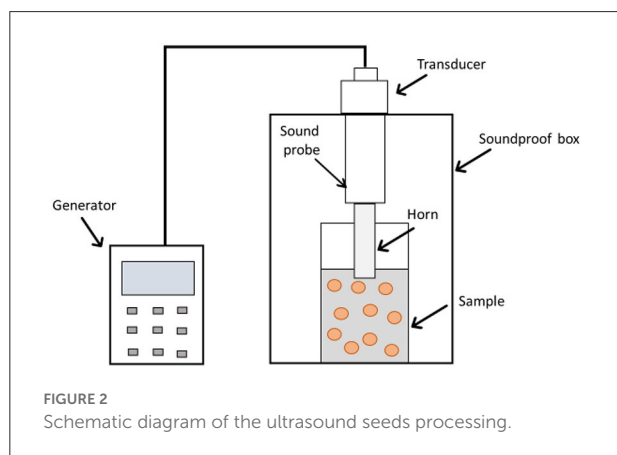 Transducer
Sound
probe
Soundproof box
Generator
Horn
Sample
FIGURE 2
Schematic diagram of the ultrasound seeds processing.